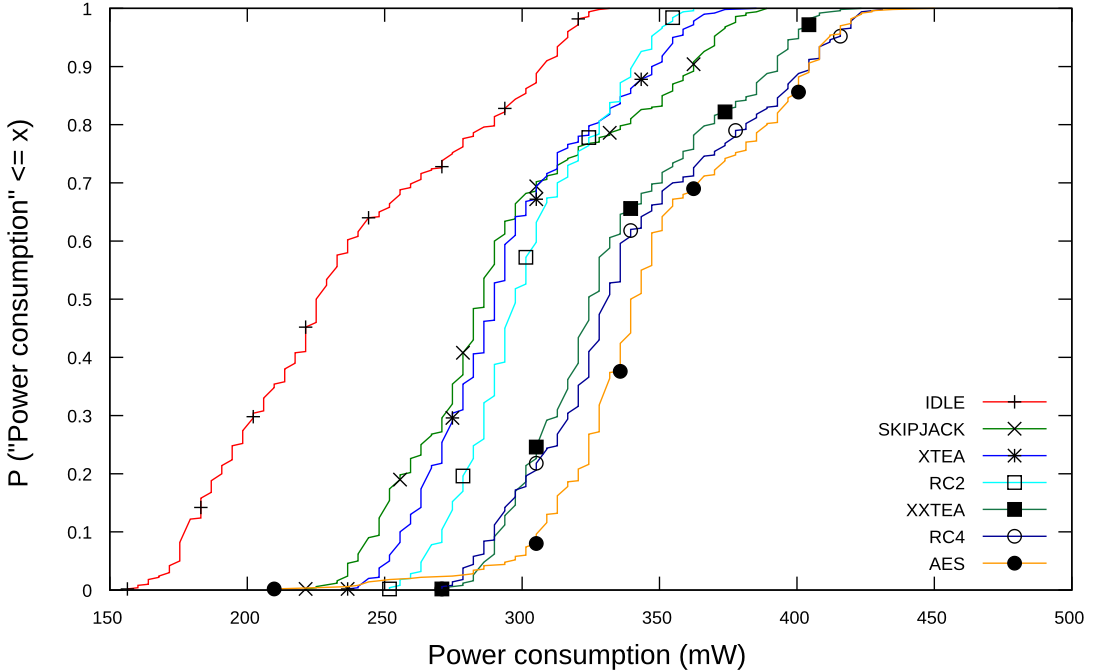 1
0.9
0.8
0.7
0.6
0.5
0.4
0.3
0.2
0.1
0
P ("Power consumption" <= x)
IDLE
SKIPJACK
XTEA
RC2
XXTEA
RC4
AES
150 200 250 300 350 400 450 500
Power consumption (mW)